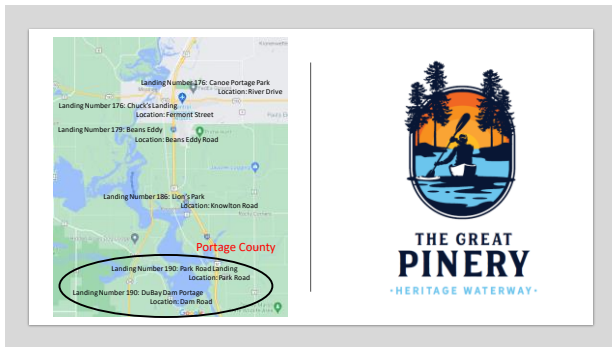 Landing Number 176: Canoe Portage Park
Location: River Drive
Landing Number 176: Chuck's Landing
Location: Fermont Street
Landing Number 179: Beans Eddy
Location: Beans Eddy Road
Landing Number 186: Lion's Park
Location: Knowlton Road
Portage County
Landing Number 190: Park Road Landing
Location: Park Road
Landing Number 190: DuBay Dam Portage
Location: Dam Road
THE GREAT
PINERY
•HERITAGE WATERWAY•